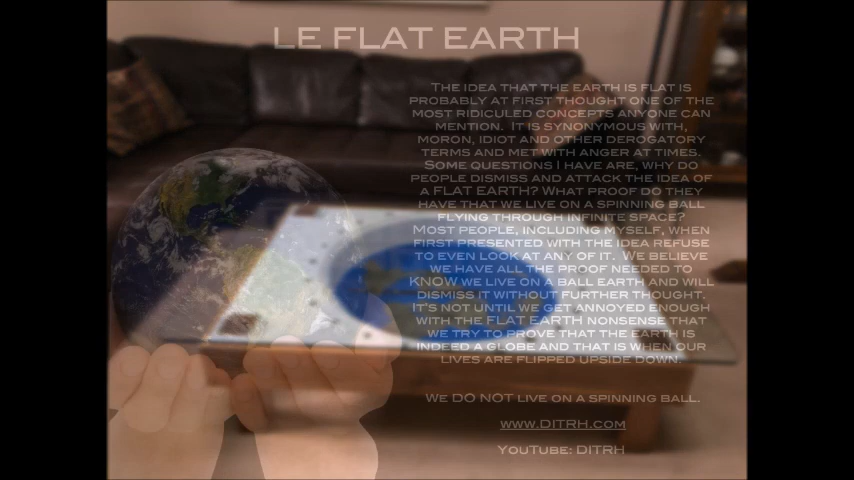 LE FLAT EARTH
THE IDEA THAT THE EARTH IS FLAT IS
PROBABLY AT FIRST THOUGHT ONE OF THE
MOST RIDICULED CONCEPTS ANYONE CAN
MENTION. IT IS SYNONYMOUS WITH,
MORON, IDIOT AND OTHER DEROGATORY
TERMS AND MET WITH ANGER AT TIMES.
SOME QUESTIONS I HAVE ARE, WHY DO
PEOPLE DISMISS AND ATTACK THE IDEA OF
A FLAT EARTH? WHAT PROOF DO THEY
HAVE THAT WE LIVE ON A SPINNING BALL
FLYING THROUGH INFINITE SPACE?
MOST PEOPLE, INCLUDING MYSELF, WHEN
FIRST PRESENTED WITH THE IDEA REFUSE
TO EVEN LOOK AT ANY OF IT. WE BELIEVE
WE HAVE ALL THE PROOF NEEDED TO
KNOW WE LIVE ON A BALL EARTH AND WILL
DISMISS IT WITHOUT FURTHER THOUGHT.
IT'S NOT UNTIL WE GET ANNOYED ENOUGH
WITH THE FLAT EARTH NONSENSE THAT
WE TRY TO PROVE THAT THE EARTH IS
INDEED A GLOBE AND THAT IS WHEN OUR
LIVES ARE FLIPPED UPSIDE DOWN.
WE DO NOT LIVE ON A SPINNING BALL.
WWW.DITRH.COM
YOUTUBE: DITRH